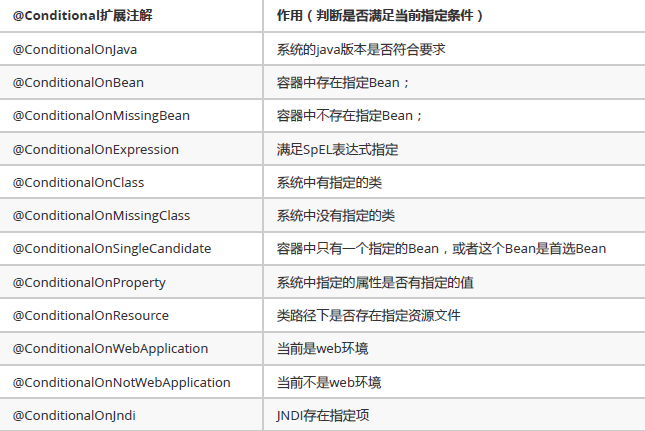 @Conditional扩展注解 作用（判断是否满足当前指定条件）
@ConditionalOnJava 系统的java版本是否符合要求
@ConditionalOnBean 容器中存在指定Bean；
@ConditionalOnMissingBean 容器中不存在指定Bean；
@ConditionalOnExpression 满足SpEL表达式指定
@ConditionalOnClass 系统中有指定的类
@ConditionalOnMissingClass 系统中没有指定的类
@ConditionalOnSingleCandidate 容器中只有一个指定的Bean，或者这个Bean是首选Bean
@ConditionalOnProperty 系统中指定的属性是否有指定的值
@ConditionalOnResource 类路径下是否存在指定资源文件
@ConditionalOnWebApplication 当前是web环境
@ConditionalOnNotWebApplication 当前不是web环境
@ConditionalOnJndi JNDI存在指定项